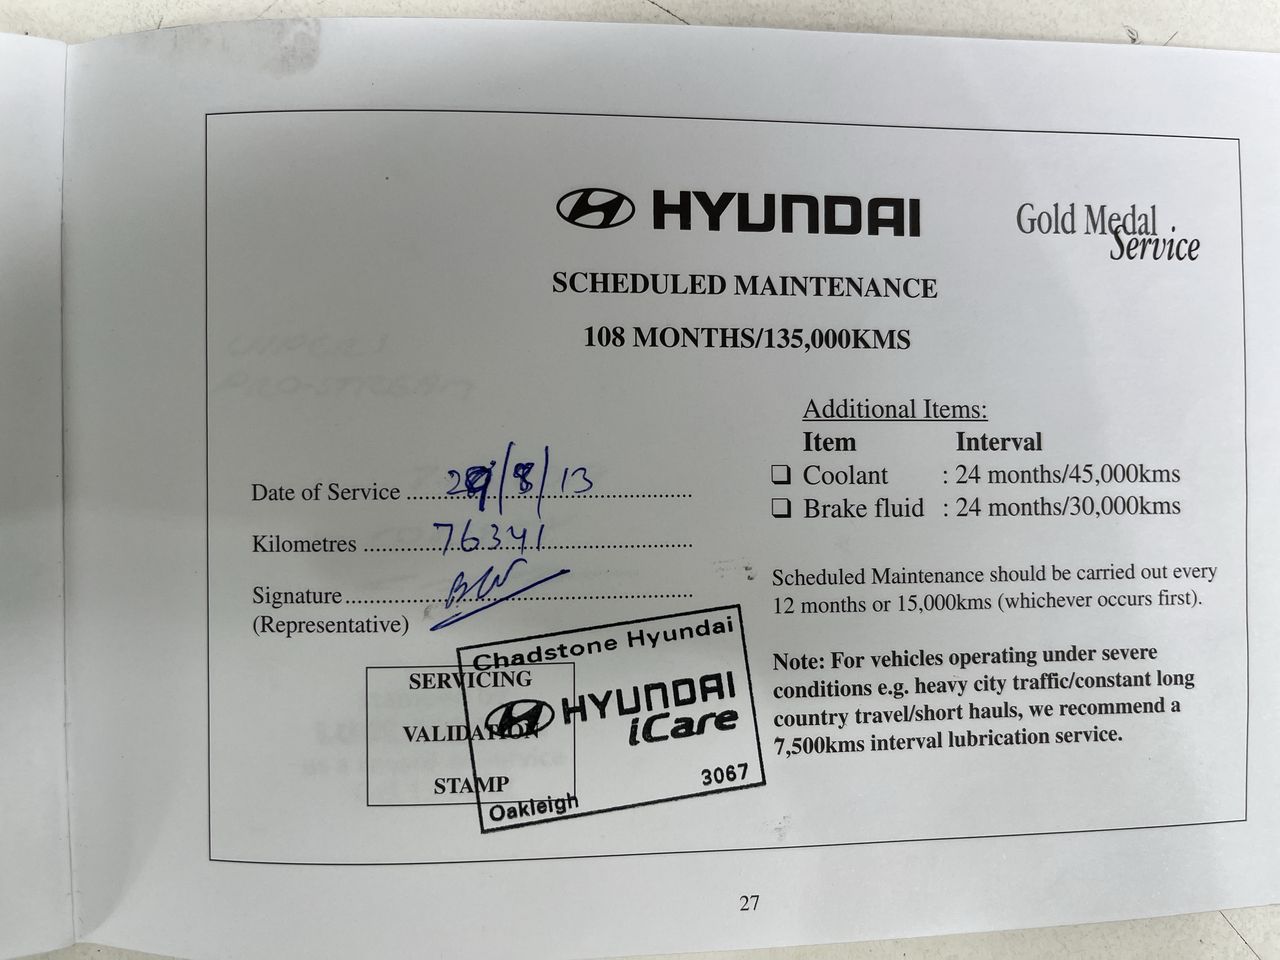 HYUNDAI
Gold Medal
Service
SCHEDULED MAINTENANCE
108 MONTHS/135,000KMS
Additional Items:
Item Interval
❑ Coolant : 24 months/45,000kms
❑ Brake fluid : 24 months/30,000kms
Date of Service ........ /8/13 ........
Kilometres ........ 76341 ........
Signature ........
(Representative)
Scheduled Maintenance should be carried out every
12 months or 15,000kms (whichever occurs first).
Note: For vehicles operating under severe
conditions e.g. heavy city traffic/constant long
country travel/short hauls, we recommend a
7,500kms interval lubrication service.
SERVICING
VALIDATION
STAMP
Chadstone Hyundai
HYUNDAI
iCare
3067
Oakleigh
27